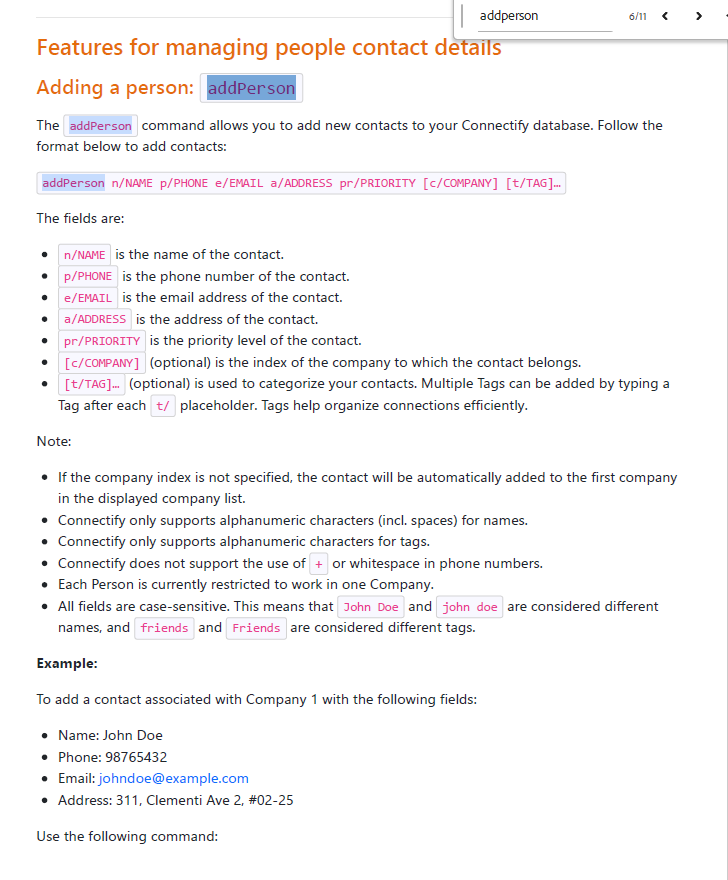 addperson
6/11
Features for managing people contact details
Adding a person: addPerson
The addPerson command allows you to add new contacts to your Connectify database. Follow the
format below to add contacts:
addPerson n/NAME p/PHONE e/EMAIL a/ADDRESS pr/PRIORITY [c/COMPANY] [t/TAG]…
The fields are:
n/NAME is the name of the contact.
p/PHONE is the phone number of the contact.
e/EMAIL is the email address of the contact.
a/ADDRESS is the address of the contact.
pr/PRIORITY is the priority level of the contact.
[c/COMPANY] (optional) is the index of the company to which the contact belongs.
[t/TAG]… (optional) is used to categorize your contacts. Multiple Tags can be added by typing a
Tag after each t/ placeholder. Tags help organize connections efficiently.
Note:
If the company index is not specified, the contact will be automatically added to the first company
in the displayed company list.
Connectify only supports alphanumeric characters (incl. spaces) for names.
Connectify only supports alphanumeric characters for tags.
Connectify does not support the use of + or whitespace in phone numbers.
Each Person is currently restricted to work in one Company.
All fields are case-sensitive. This means that John Doe and john doe are considered different
names, and friends and Friends are considered different tags.
Example:
To add a contact associated with Company 1 with the following fields:
Name: John Doe
Phone: 98765432
Email: johndoe@example.com
Address: 311, Clementi Ave 2, #02-25
Use the following command: